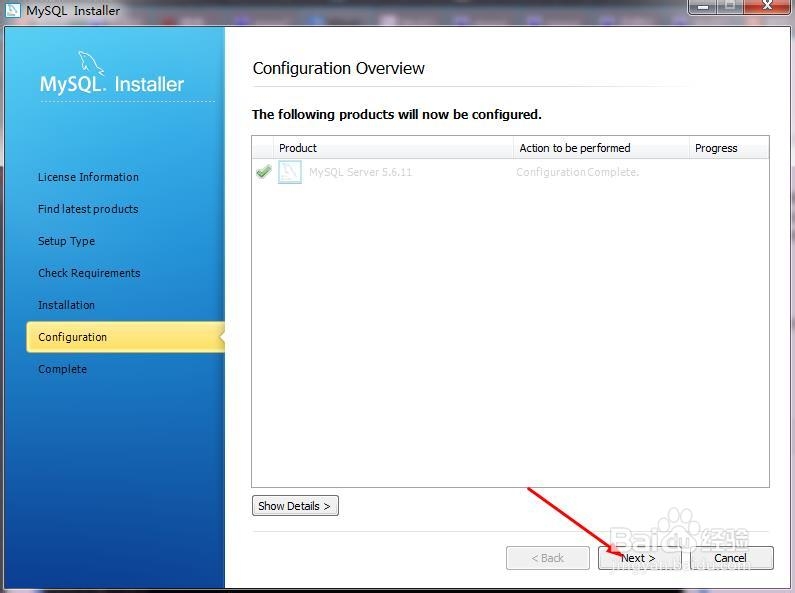 MySQL Installer
MySQL. Installer
License Information
Find latest products
Setup Type
Check Requirements
Installation
Configuration
Complete
Configuration Overview
The following products will now be configured.
Product Action to be performed Progress
MySQL Server 5.6.11 Configuration Complete.
Show Details >
< Back Next > Cancel
Baidu 经验
jingyan.baidu.com